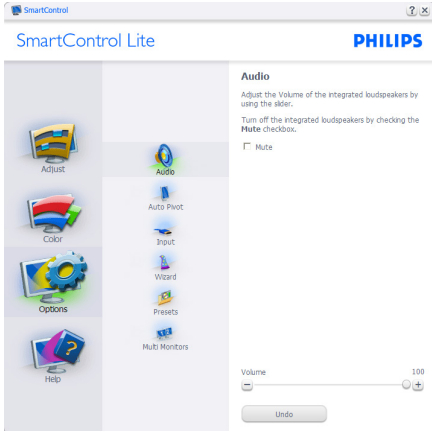 SmartControl
SmartControl Lite
PHILIPS
Adjust
Color
Options
Help
Audio
Auto Pivot
Input
Wizard
Presets
Multi Monitors
Audio
Adjust the Volume of the integrated loudspeakers by
using the slider.
Turn off the integrated loudspeakers by checking the
Mute checkbox.
Mute
Volume 100
Undo